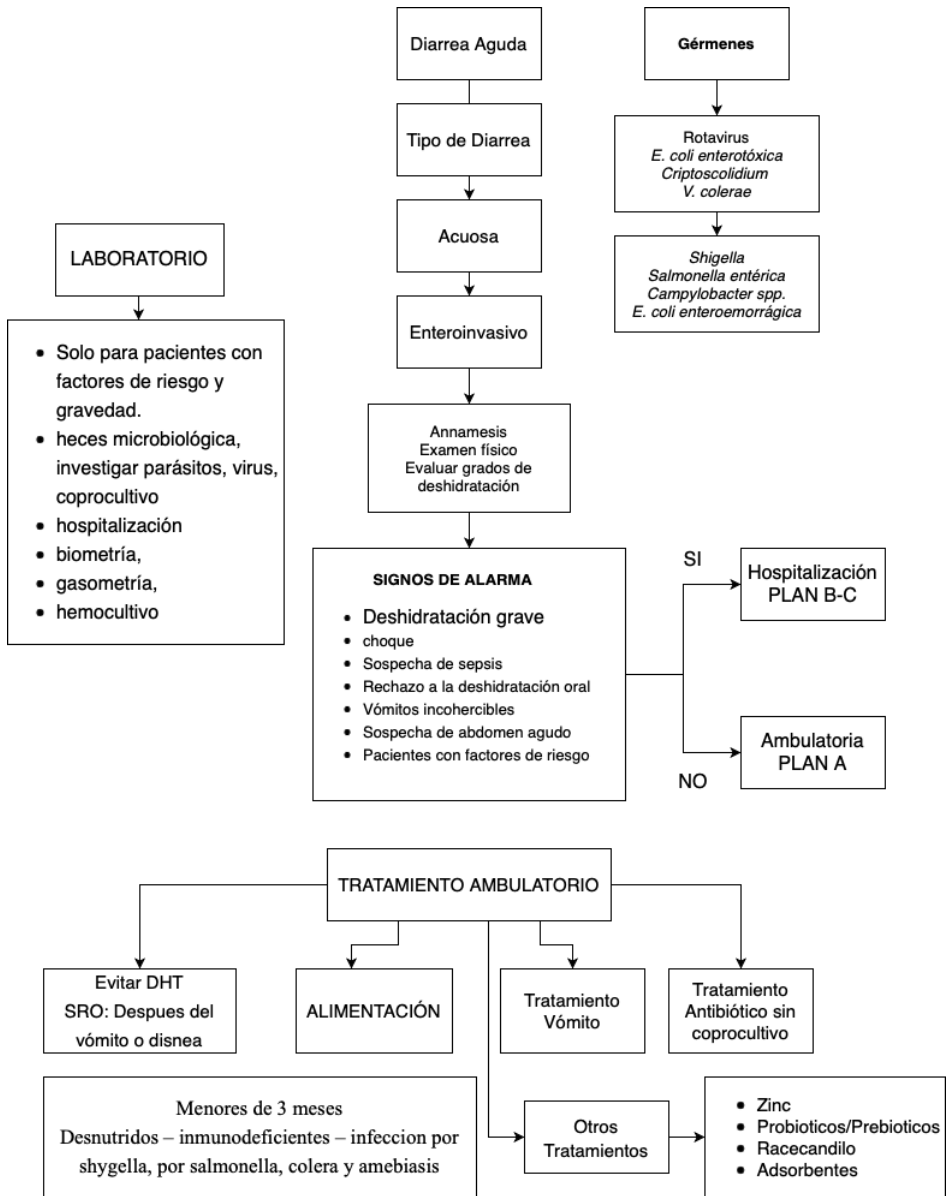 Diarrea Aguda
Gérmenes
Tipo de Diarrea
Rotavirus
E. coli enterotóxica
Criptoscolidium
V. colerae
Acuosa
LABORATORIO
Shigella
Salmonella entérica
Campylobacter spp.
E. coli enteroemorrágica
Enteroinvasivo
Solo para pacientes con
factores de riesgo y
gravedad.
heces microbiológica,
investigar parásitos, virus,
coprocultivo
hospitalización
biometría,
gasometría,
hemocultivo
Annamesis
Examen físico
Evaluar grados de
deshidratación
SIGNOS DE ALARMA
Deshidratación grave
choque
Sospecha de sepsis
Rechazo a la deshidratación oral
Vómitos incohercibles
Sospecha de abdomen agudo
Pacientes con factores de riesgo
SI
Hospitalización
PLAN B-C
NO
Ambulatoria
PLAN A
TRATAMIENTO AMBULATORIO
Evitar DHT
SRO: Despues del
vómito o disnea
ALIMENTACIÓN
Tratamiento
Vómito
Tratamiento
Antibiótico sin
coprocultivo
Menores de 3 meses
Desnutridos – inmunodeficientes – infeccion por
shygella, por salmonella, colera y amebiasis
Otros
Tratamientos
Zinc
Probioticos/Prebioticos
Racecandilo
Adsorbentes